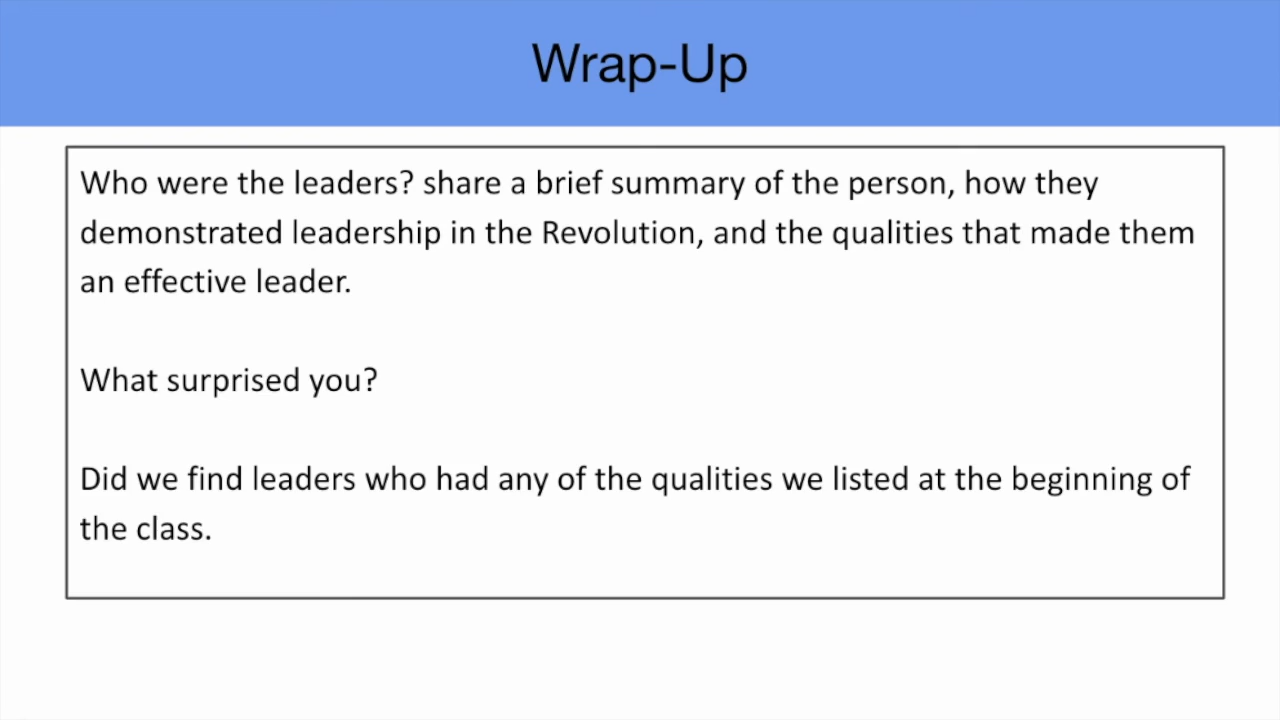 Wrap-Up
Who were the leaders? share a brief summary of the person, how they
demonstrated leadership in the Revolution, and the qualities that made them
an effective leader.
What surprised you?
Did we find leaders who had any of the qualities we listed at the beginning of
the class.